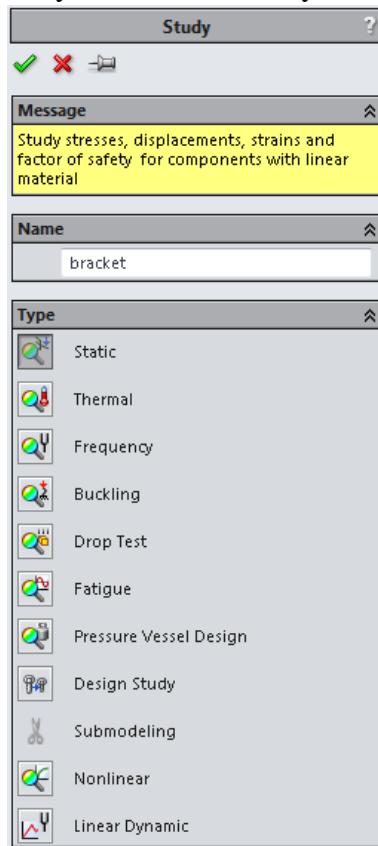 Study ?
Message
Study stresses, displacements, strains and
factor of safety for components with linear
material
Name
bracket
Type
Static
Thermal
Frequency
Buckling
Drop Test
Fatigue
Pressure Vessel Design
Design Study
Submodeling
Nonlinear
Linear Dynamic